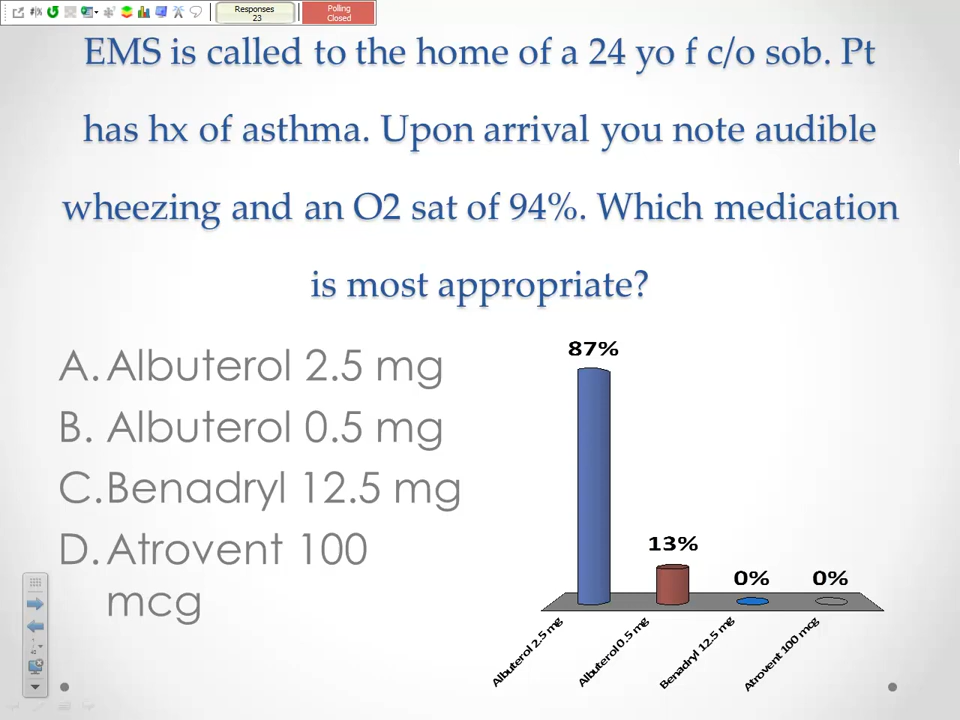 Responses
23
Polling
Closed
EMS is called to the home of a 24 yo f c/o sob. Pt
has hx of asthma. Upon arrival you note audible
wheezing and an O2 sat of 94%. Which medication
is most appropriate?
A. Albuterol 2.5 mg
B. Albuterol 0.5 mg
C. Benadryl 12.5 mg
D. Atrovent 100
mcg
87%
13%
0%
0%
Albuterol 2.5 mg
Albuterol 0.5 mg
Benadryl 12.5 mg
Atrovent 100 mcg